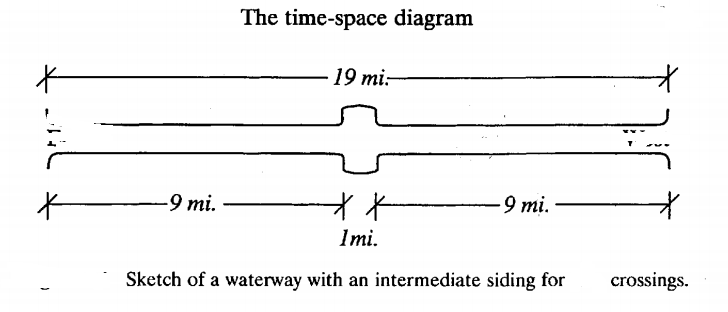 The time-space diagram
19 mi.
9 mi.
9 mi.
1mi.
Sketch of a waterway with an intermediate siding for crossings.